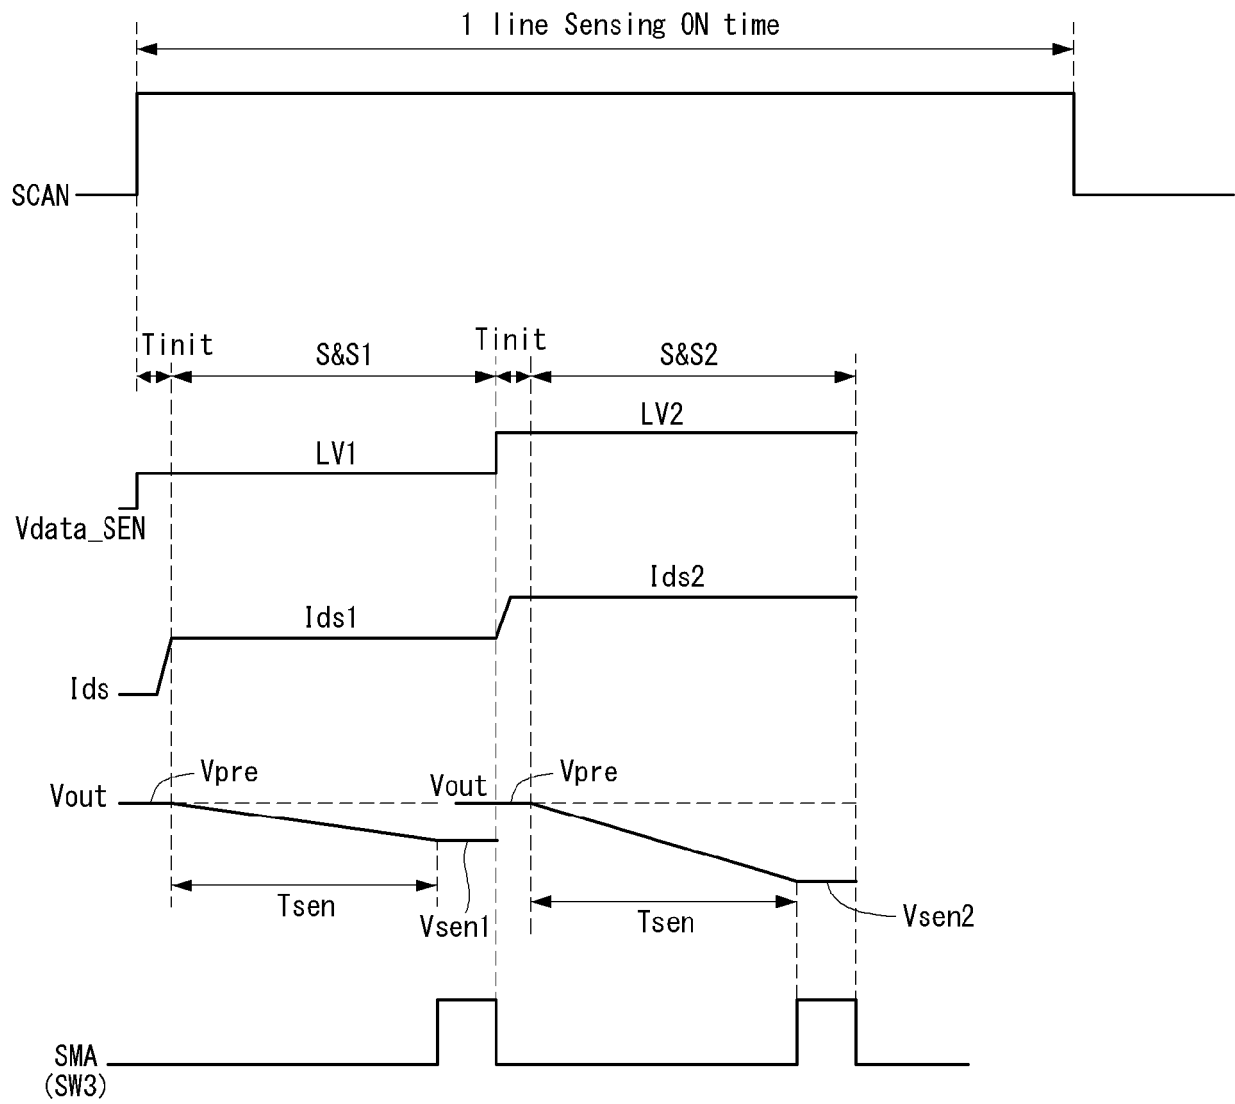 1 line Sensing ON time
SCAN
Tinit
S&S1
Tinit
S&S2
LV1
LV2
Vdata_SEN
Ids1
Ids2
Ids
Vout
Vpre
Vout
Vpre
Tsen
Vsen1
Tsen
Vsen2
SMA
(SW3)